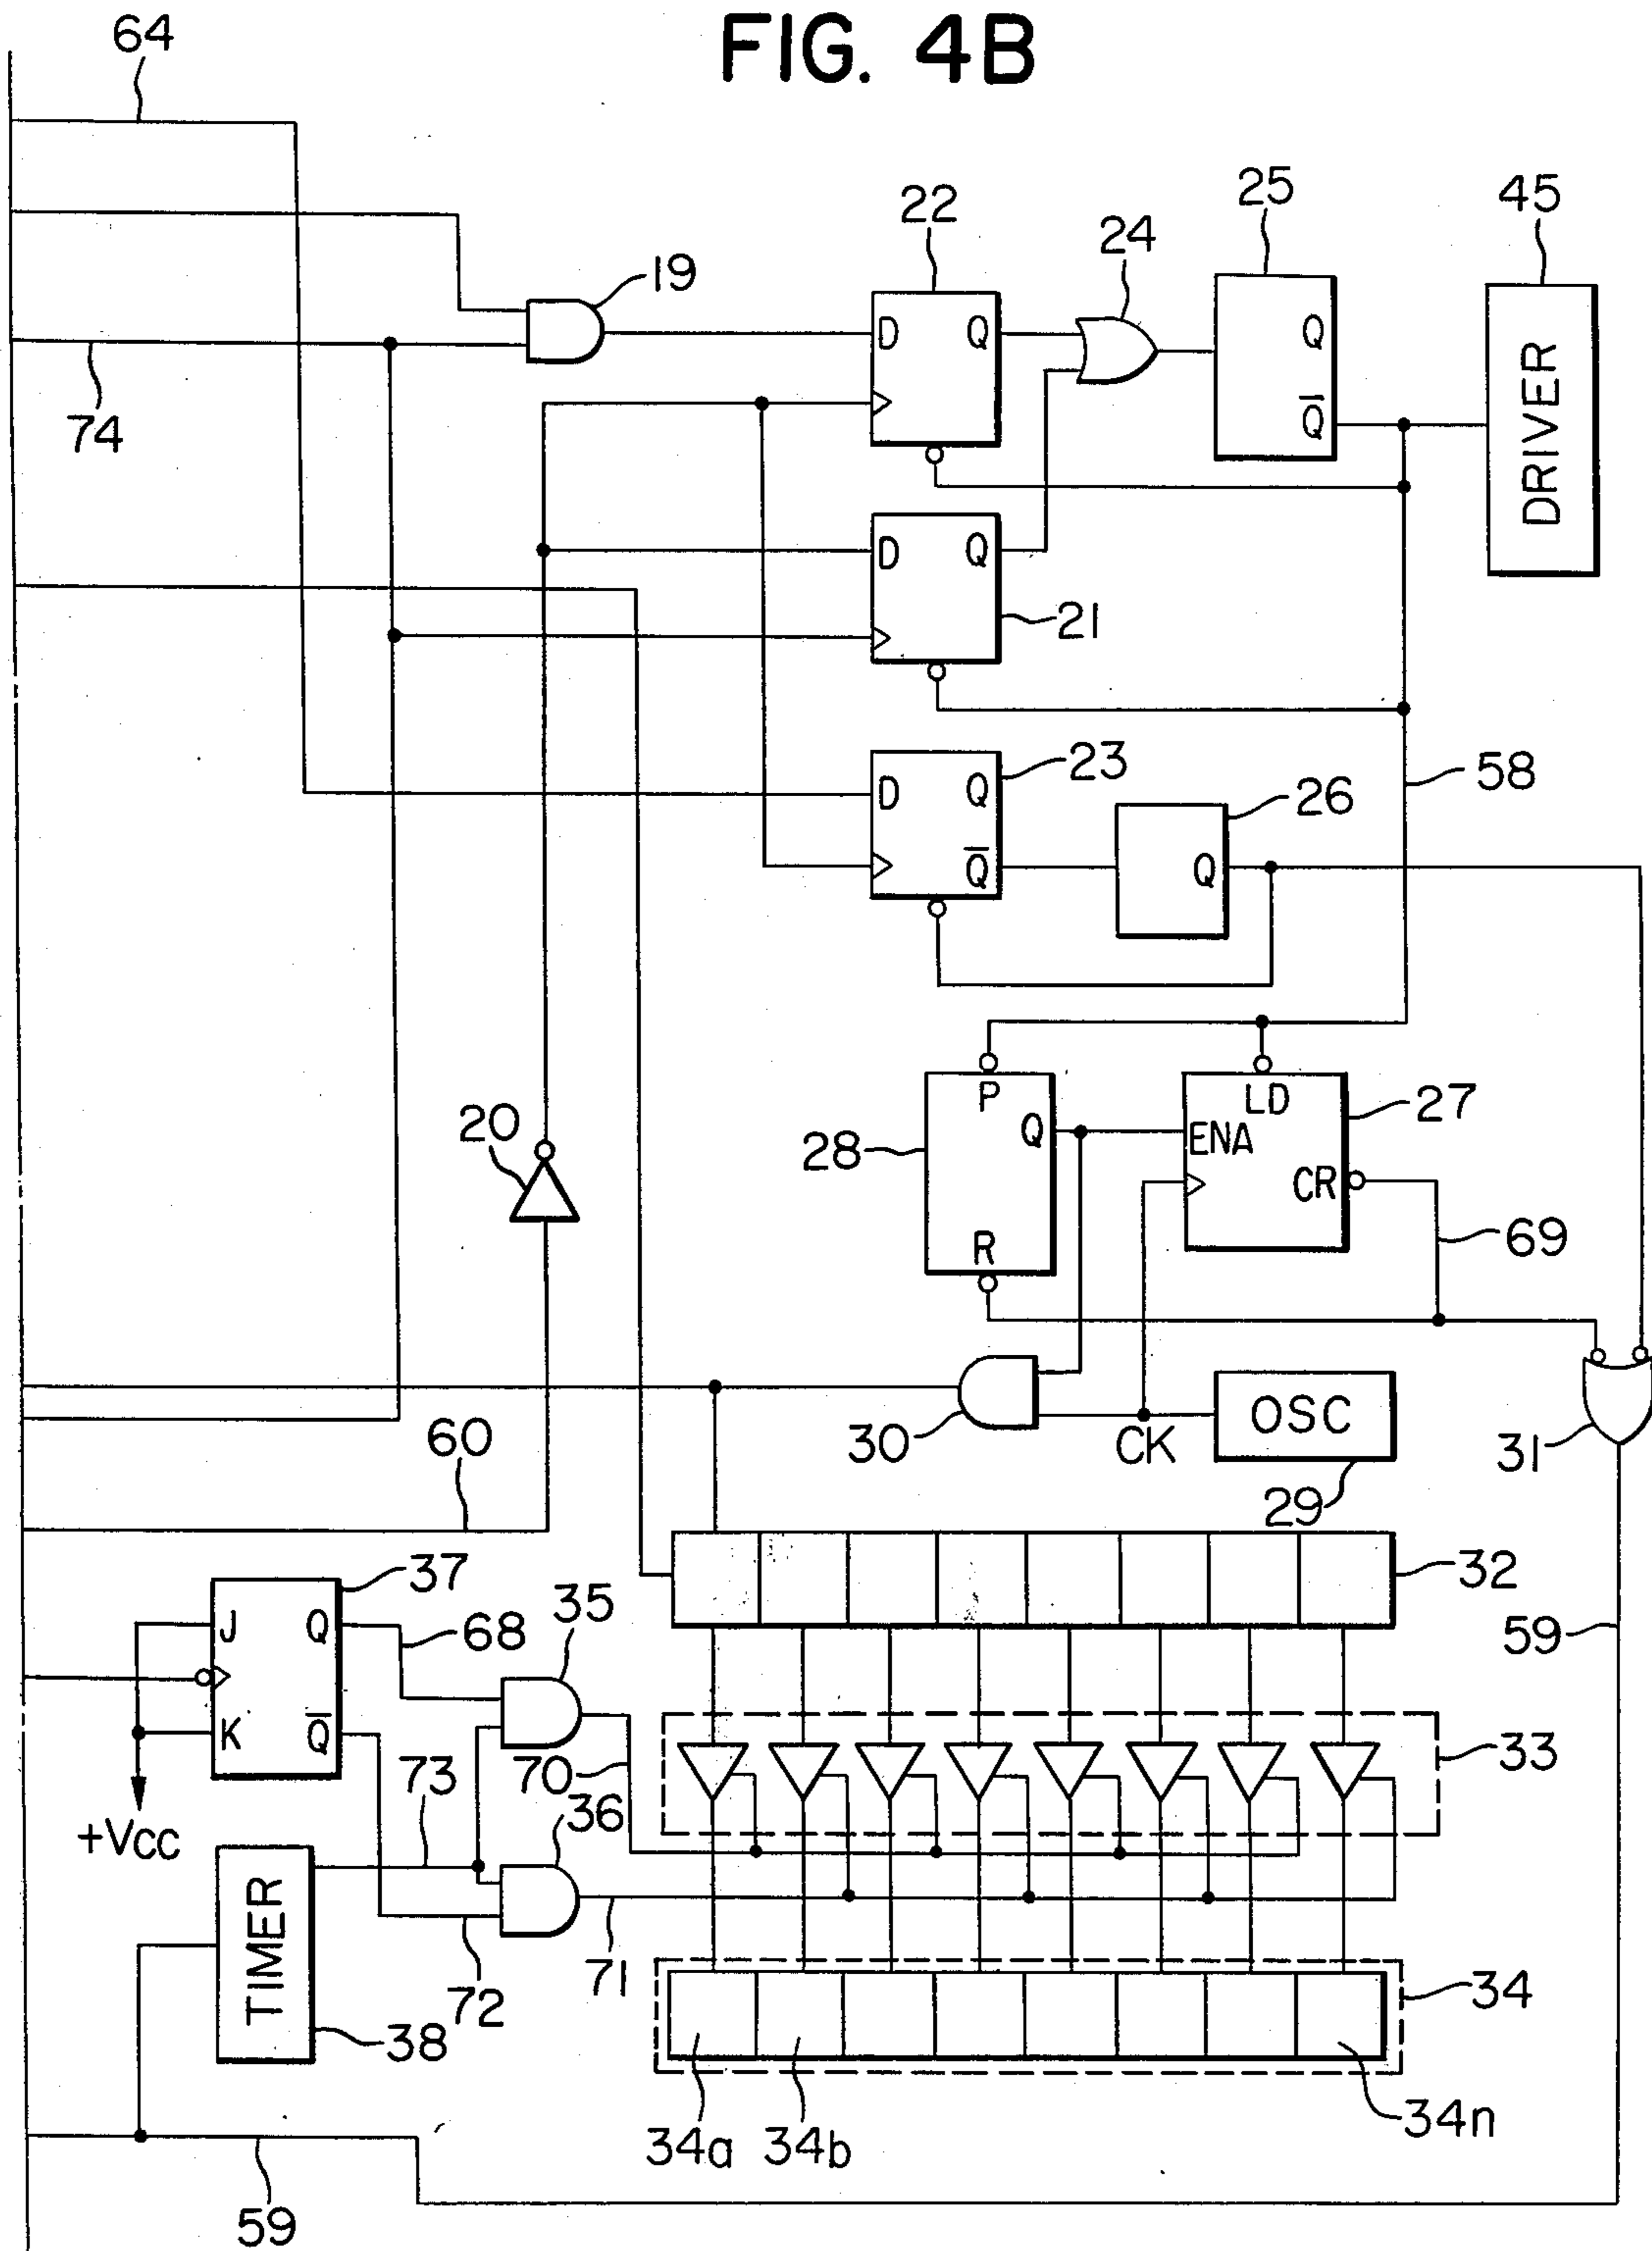 FIG. 4B
64
22
25
45
24
19
D Q
Q
74
Q̅
DRIVER
D Q
21
23
58
D Q
26
Q̅
Q
P
LD
27
20
Q
ENA
28
CR
R
69
30
CK
OSC
31
60
29
37
35
32
J Q
68
59
K Q̅
73
70
33
36
+VCC
TIMER
71
72
34
38
34a 34b
34n
59